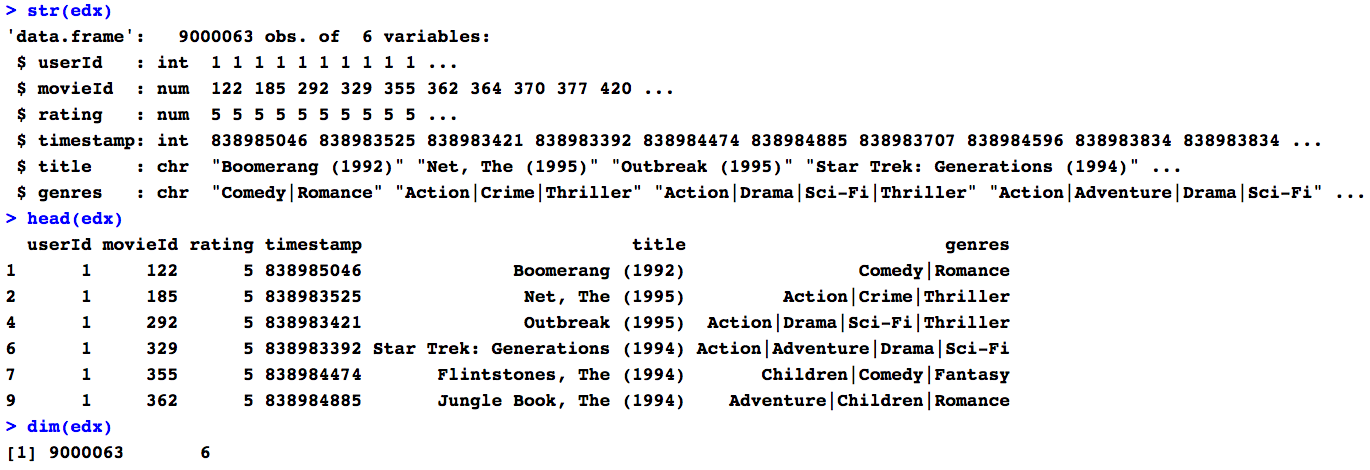 > str(edx)
'data.frame':   9000063 obs. of  6 variables:
 $ userId   : int  1 1 1 1 1 1 1 1 1 1 ...
 $ movieId  : num  122 185 292 329 355 362 364 370 377 420 ...
 $ rating   : num  5 5 5 5 5 5 5 5 5 5 ...
 $ timestamp: int  838985046 838983525 838983421 838983392 838984474 838984885 838983707 838984596 838983834 838983834 ...
 $ title    : chr  "Boomerang (1992)" "Net, The (1995)" "Outbreak (1995)" "Star Trek: Generations (1994)" ...
 $ genres   : chr  "Comedy|Romance" "Action|Crime|Thriller" "Action|Drama|Sci-Fi|Thriller" "Action|Adventure|Drama|Sci-Fi" ...
> head(edx)
  userId movieId rating timestamp                         title                       genres
1      1     122      5 838985046              Boomerang (1992)               Comedy|Romance
2      1     185      5 838983525               Net, The (1995)        Action|Crime|Thriller
4      1     292      5 838983421               Outbreak (1995) Action|Drama|Sci-Fi|Thriller
6      1     329      5 838983392 Star Trek: Generations (1994) Action|Adventure|Drama|Sci-Fi
7      1     355      5 838984474       Flintstones, The (1994)      Children|Comedy|Fantasy
9      1     362      5 838984885       Jungle Book, The (1994)   Adventure|Children|Romance
> dim(edx)
[1] 9000063       6